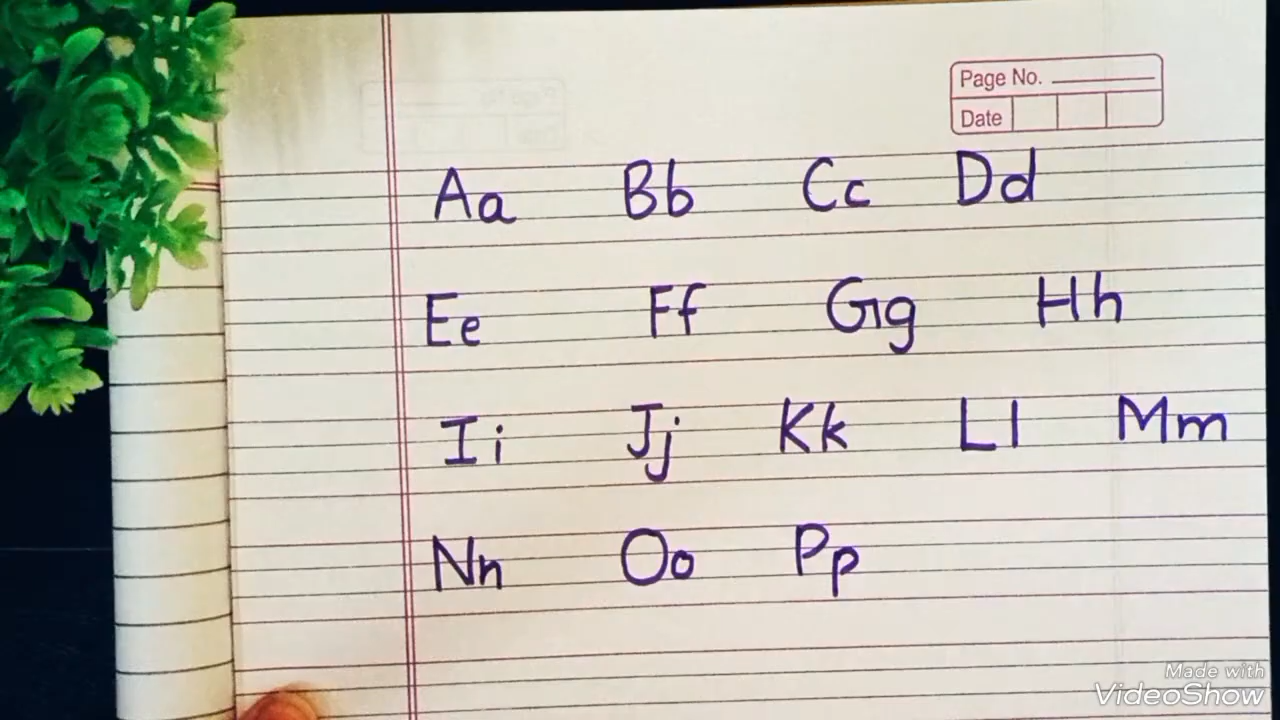 Page No.
Date
Aa Bb Cc Dd
Ee Ff Gg Hh
Ii Jj Kk Ll Mm
Nn Oo Pp
Made with
VideoShow